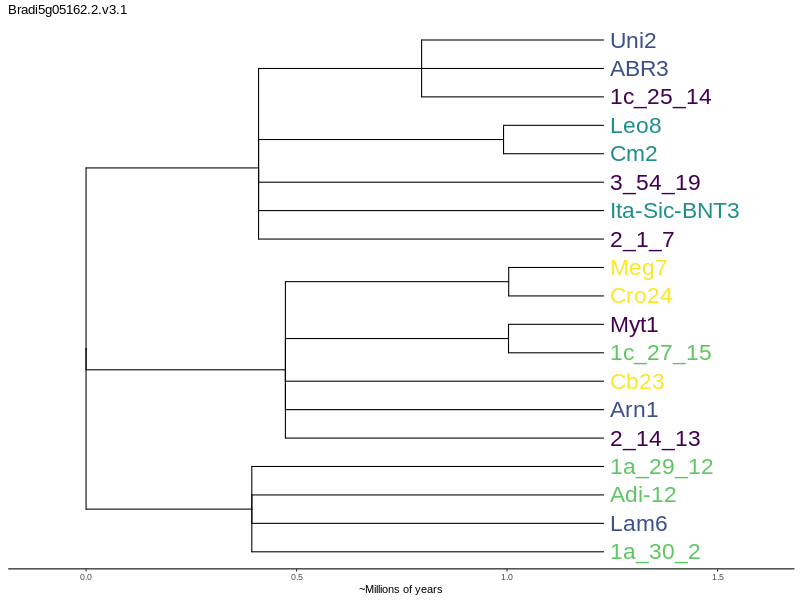 Bradi5g05162.2.v3.1
Uni2
ABR3
1c_25_14
Leo8
Cm2
3_54_19
Ita-Sic-BNT3
2_1_7
Meg7
Cro24
Myt1
1c_27_15
Cb23
Arn1
2_14_13
1a_29_12
Adi-12
Lam6
1a_30_2
0.0 0.5 1.0 1.5
~Millions of years